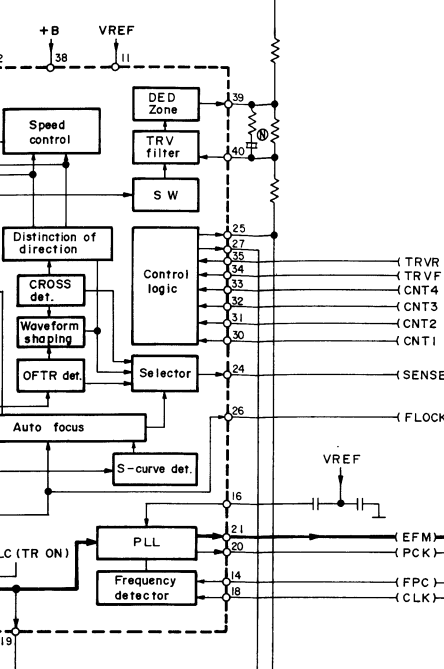 +B VREF
2 38 11
DED
Zone
39
Speed
control
N
TRV
filter
40
SW
25
Distinction of
direction
27
35 TRVR
34 TRVF
CROSS
det.
Control
logic
33 CNT4
32 CNT3
Waveform
shaping
31 CNT2
30 CNT1
OFTR det.
Selector
24 SENSE
26 FLOCK
Auto focus
S-curve det.
VREF
16
21 EFM
PLL
20 PCK
LC (TR ON)
Frequency
detector
14 FPC
18 CLK
19